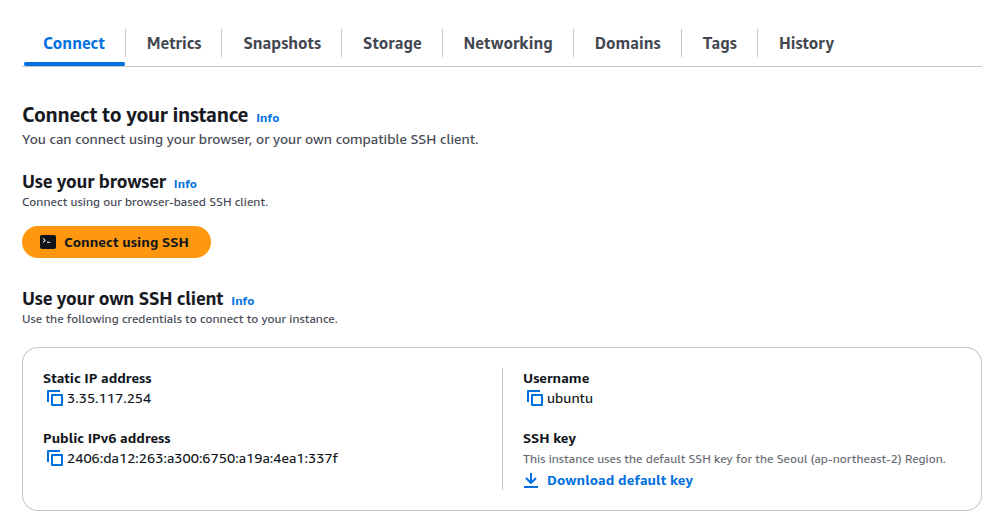 Connect
Metrics
Snapshots
Storage
Networking
Domains
Tags
History
Connect to your instance Info
You can connect using your browser, or your own compatible SSH client.
Use your browser Info
Connect using our browser-based SSH client.
Connect using SSH
Use your own SSH client Info
Use the following credentials to connect to your instance.
Static IP address
3.35.117.254
Public IPv6 address
2406:da12:263:a300:6750:a19a:4ea1:337f
Username
ubuntu
SSH key
This instance uses the default SSH key for the Seoul (ap-northeast-2) Region.
Download default key